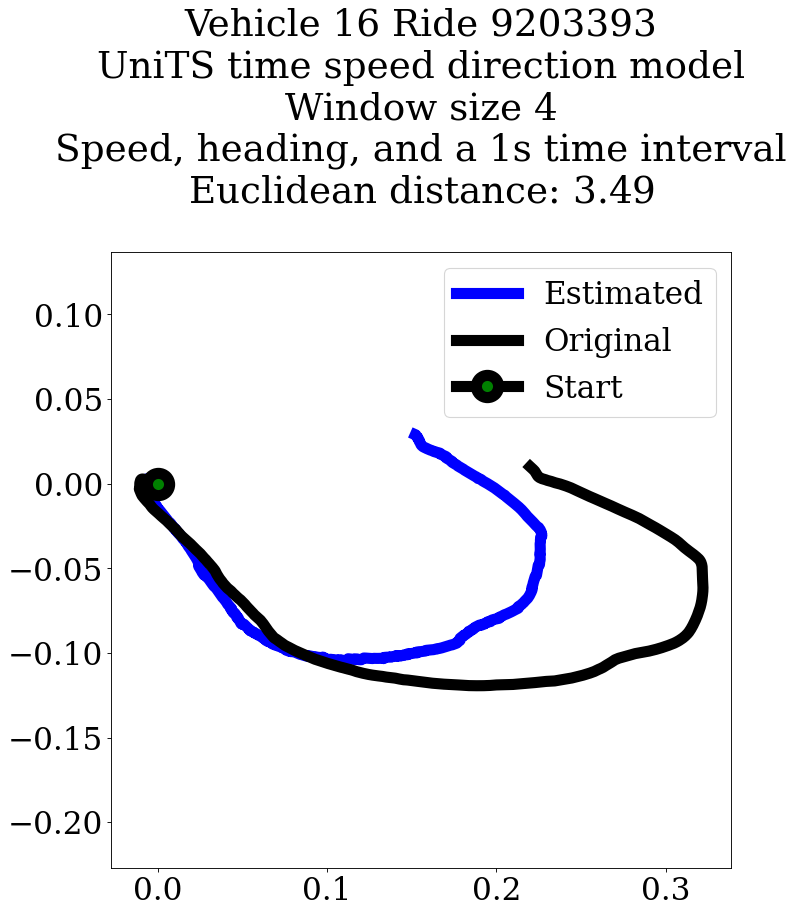 Vehicle 16 Ride 9203393
UniTS time speed direction model
Window size 4
Speed, heading, and a 1s time interval
Euclidean distance: 3.49
Estimated
Original
Start
0.10
0.05
0.00
−0.05
−0.10
−0.15
−0.20
0.0 0.1 0.2 0.3